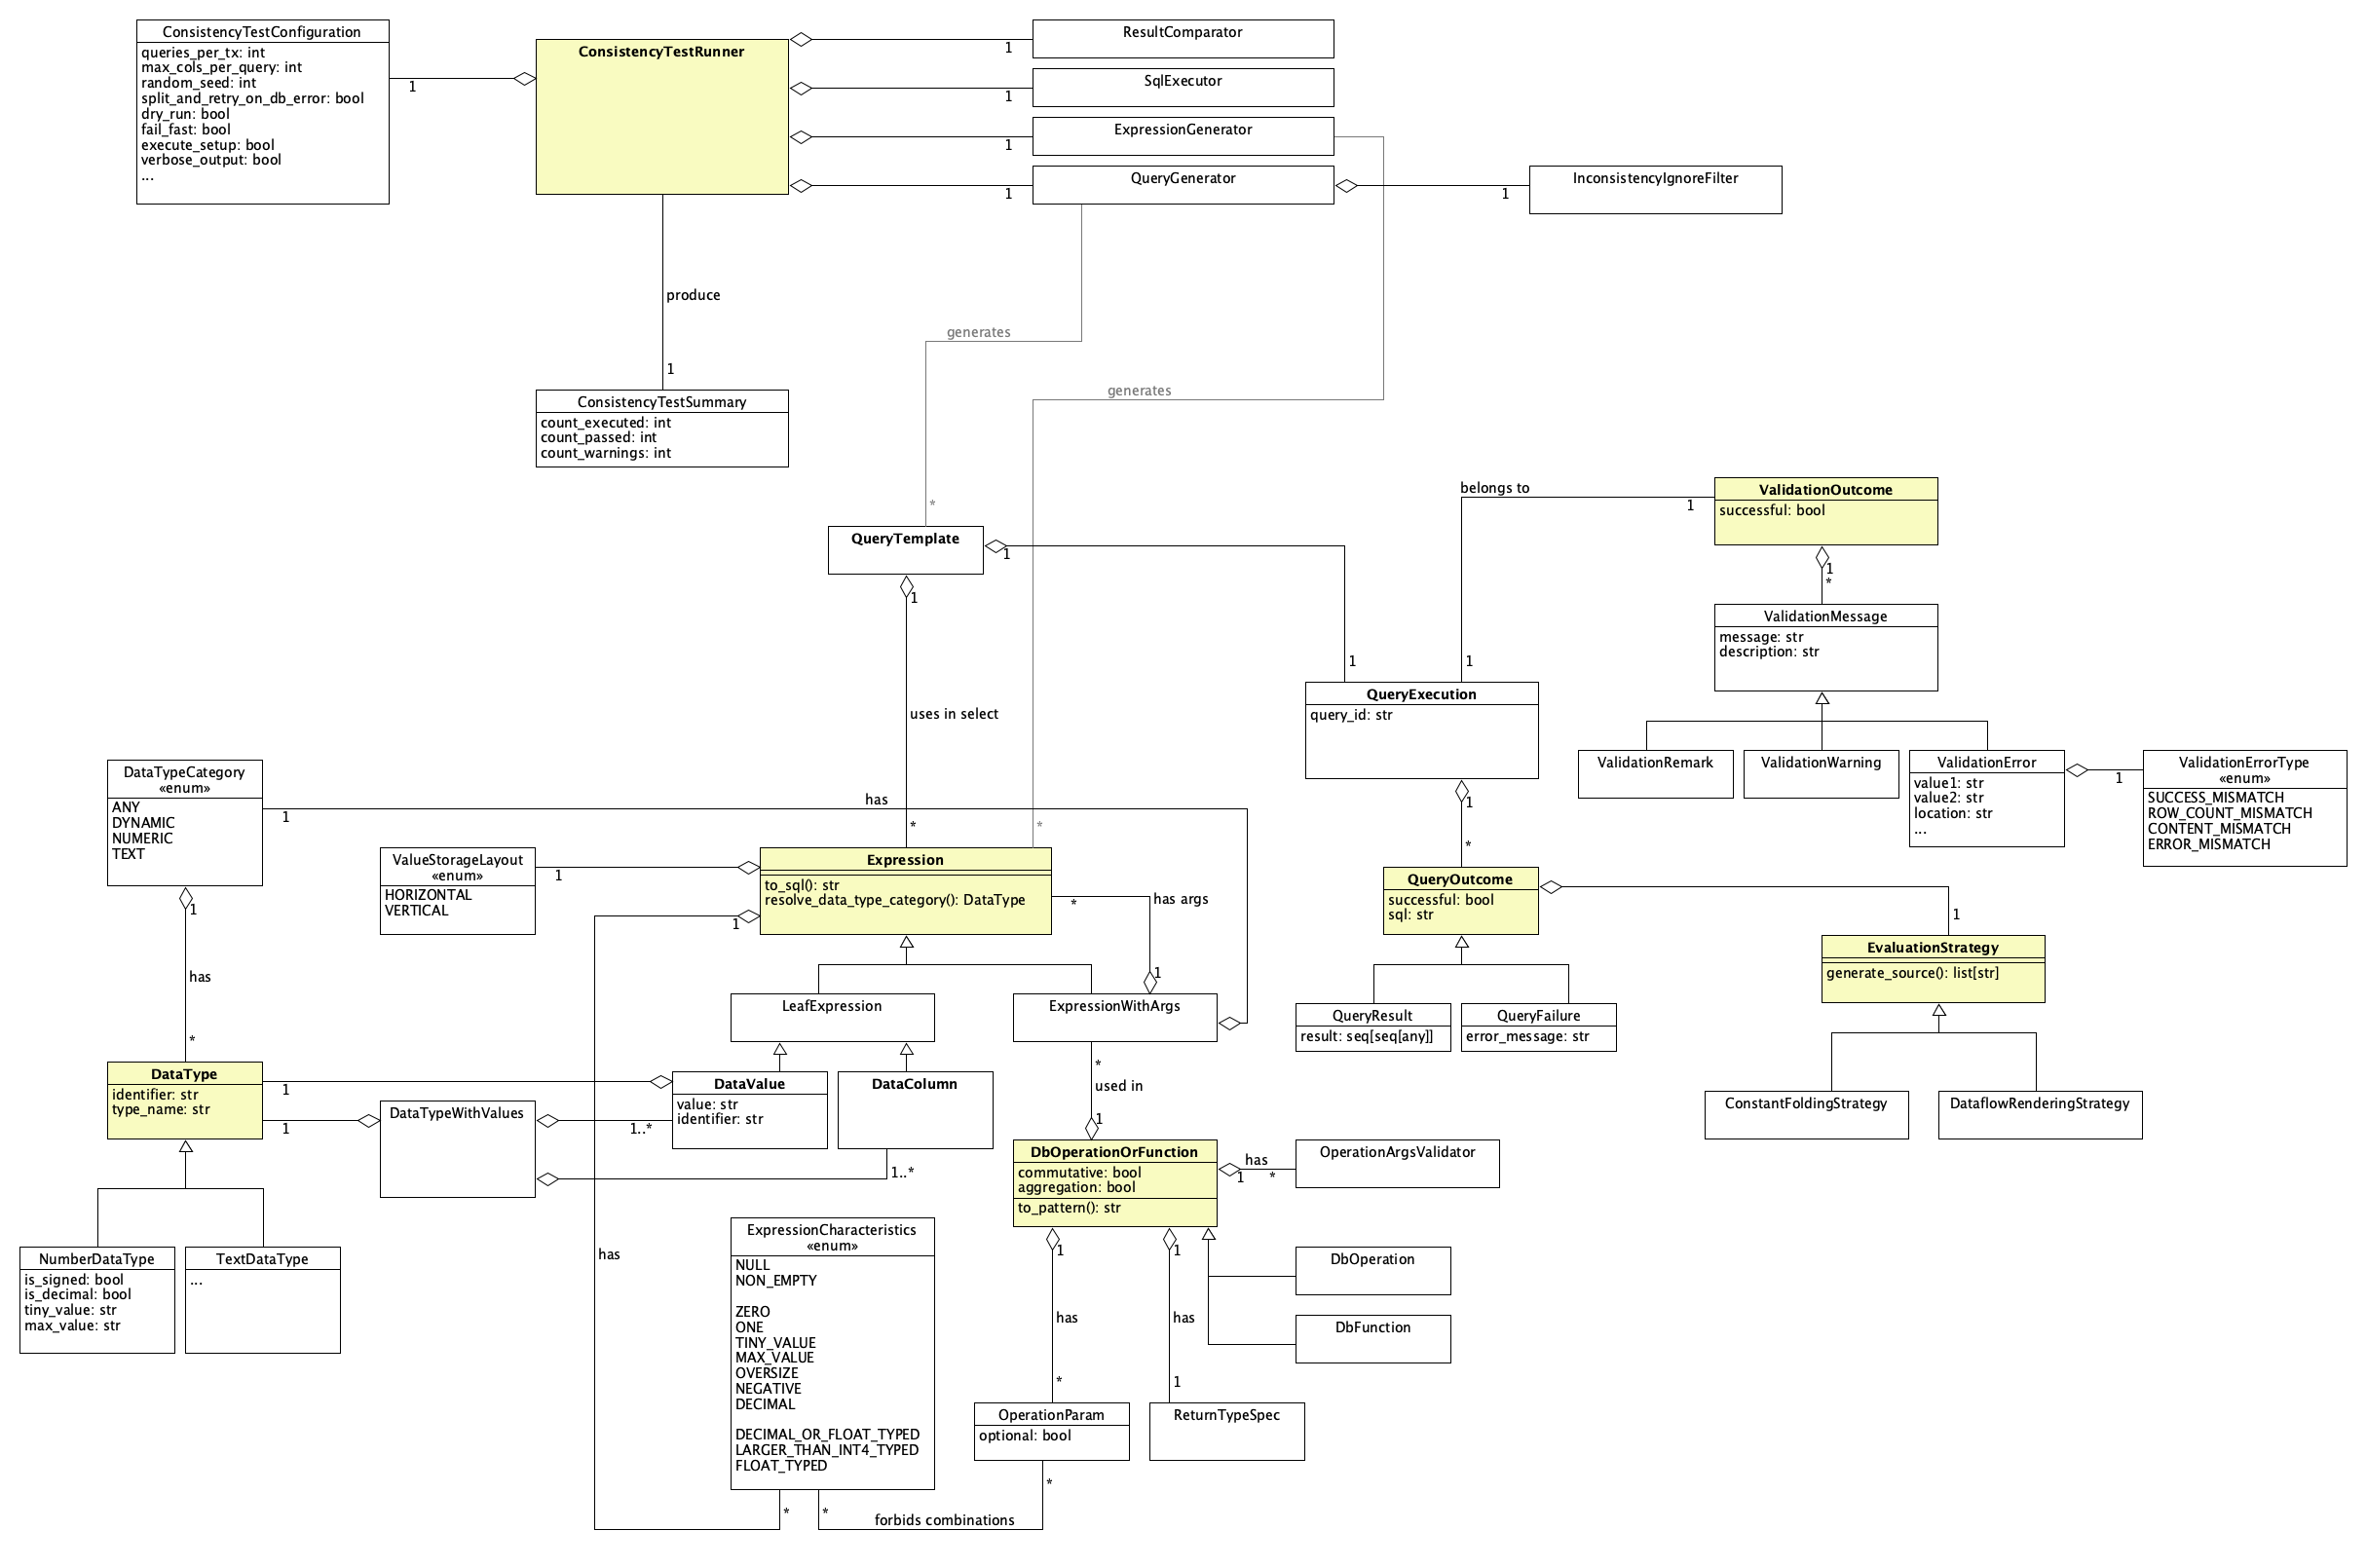 ConsistencyTestConfiguration
queries_per_tx: int
max_cols_per_query: int
random_seed: int
split_and_retry_on_db_error: bool
dry_run: bool
fail_fast: bool
execute_setup: bool
verbose_output: bool
...
1
ConsistencyTestRunner
1
ResultComparator
1
SqlExecutor
1
ExpressionGenerator
1
QueryGenerator
1
InconsistencyIgnoreFilter
produce
1
generates
generates
ConsistencyTestSummary
count_executed: int
count_passed: int
count_warnings: int
*
QueryTemplate
1
1
uses in select
1
belongs to
1
1
ValidationOutcome
successful: bool
1
*
ValidationMessage
message: str
description: str
QueryExecution
query_id: str
1
*
ValidationRemark
ValidationWarning
ValidationError
value1: str
value2: str
location: str
...
1
ValidationErrorType
«enum»
SUCCESS_MISMATCH
ROW_COUNT_MISMATCH
CONTENT_MISMATCH
ERROR_MISMATCH
DataTypeCategory
«enum»
ANY
DYNAMIC
NUMERIC
TEXT
1
has
1
has
*
*
*
ValueStorageLayout
«enum»
HORIZONTAL
VERTICAL
1
Expression
to_sql(): str
resolve_data_type_category(): DataType
1
*
has args
1
QueryOutcome
successful: bool
sql: str
1
EvaluationStrategy
generate_source(): list[str]
LeafExpression
ExpressionWithArgs
QueryResult
result: seq[seq[any]]
QueryFailure
error_message: str
ConstantFoldingStrategy
DataflowRenderingStrategy
DataType
identifier: str
type_name: str
1
1
DataTypeWithValues
1..*
DataValue
value: str
identifier: str
DataColumn
1..*
*
used in
1
DbOperationOrFunction
commutative: bool
aggregation: bool
to_pattern(): str
has
1
*
OperationArgsValidator
NumberDataType
is_signed: bool
is_decimal: bool
tiny_value: str
max_value: str
TextDataType
...
has
ExpressionCharacteristics
«enum»
NULL
NON_EMPTY
ZERO
ONE
TINY_VALUE
MAX_VALUE
OVERSIZE
NEGATIVE
DECIMAL
DECIMAL_OR_FLOAT_TYPED
LARGER_THAN_INT4_TYPED
FLOAT_TYPED
1
has
*
1
has
1
DbOperation
DbFunction
OperationParam
optional: bool
ReturnTypeSpec
*
*
*
forbids combinations